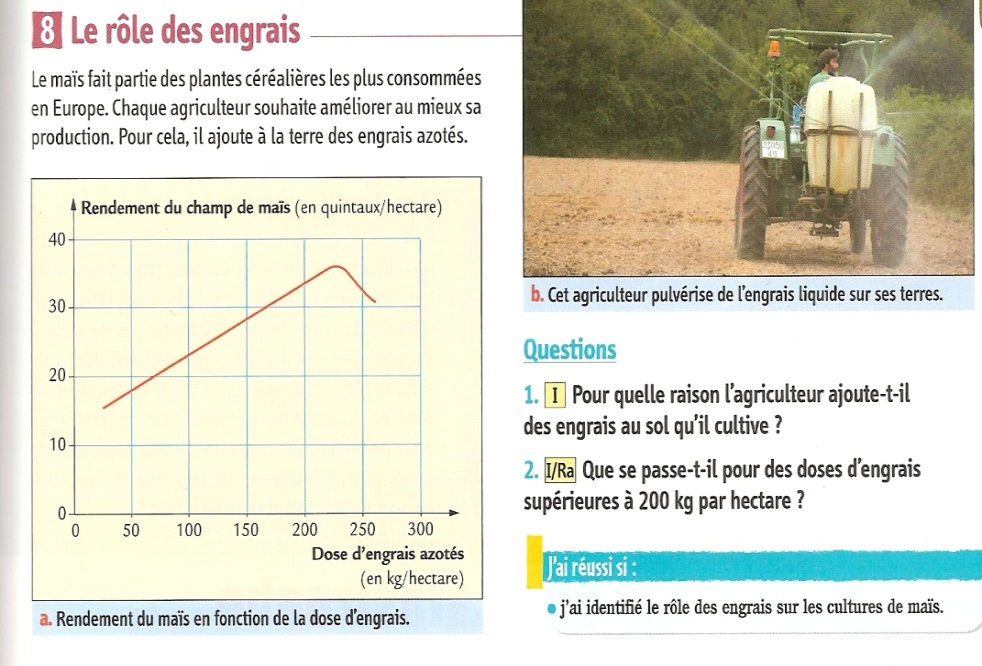 8 Le rôle des engrais
Le maïs fait partie des plantes céréalières les plus consommées
en Europe. Chaque agriculteur souhaite améliorer au mieux sa
production. Pour cela, il ajoute à la terre des engrais azotés.
Rendement du champ de maïs (en quintaux/hectare)
40
30
20
10
0
0 50 100 150 200 250 300
Dose d'engrais azotés
(en kg/hectare)
a. Rendement du maïs en fonction de la dose d'engrais.
b. Cet agriculteur pulvérise de l'engrais liquide sur ses terres.
Questions
1. I Pour quelle raison l'agriculteur ajoute-t-il
des engrais au sol qu'il cultive ?
2. I/Ra Que se passe-t-il pour des doses d'engrais
supérieures à 200 kg par hectare ?
J'ai réussi si :
• j'ai identifié le rôle des engrais sur les cultures de maïs.